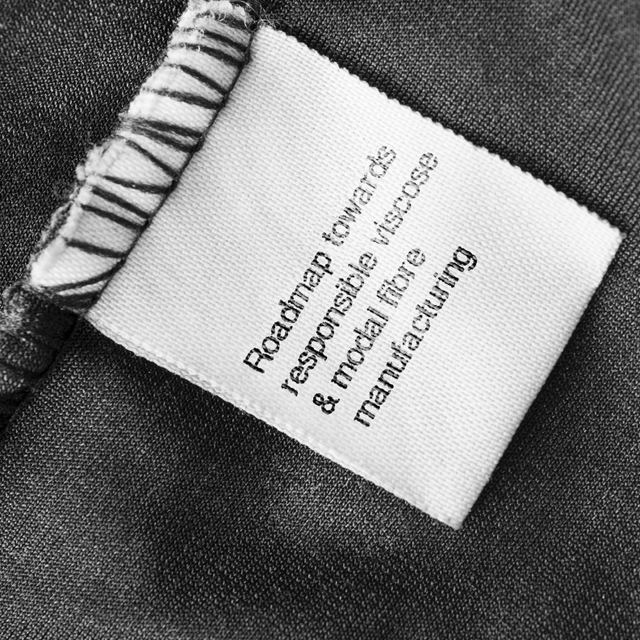 Roadmap towards
responsible viscose
& modal fibre
manufacturing